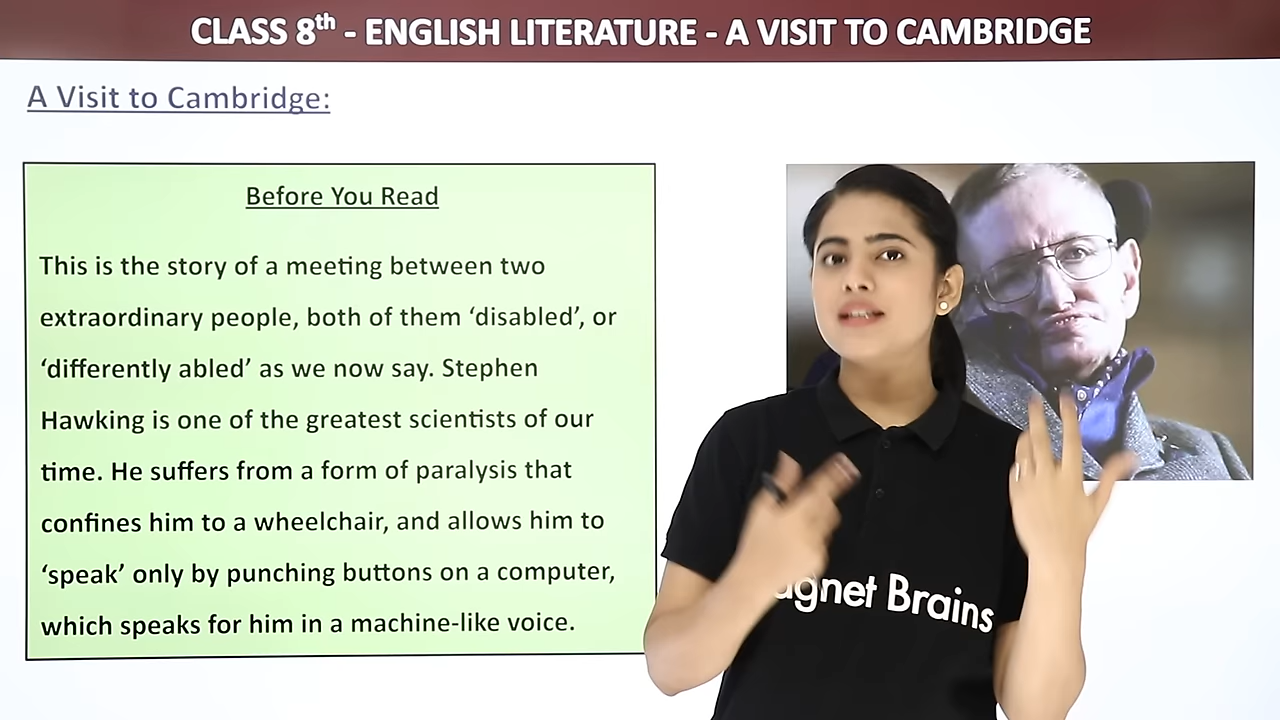 CLASS 8th - ENGLISH LITERATURE - A VISIT TO CAMBRIDGE
A Visit to Cambridge:
Before You Read
This is the story of a meeting between two
extraordinary people, both of them ‘disabled’, or
‘differently abled’ as we now say. Stephen
Hawking is one of the greatest scientists of our
time. He suffers from a form of paralysis that
confines him to a wheelchair, and allows him to
‘speak’ only by punching buttons on a computer,
which speaks for him in a machine-like voice.
Brains